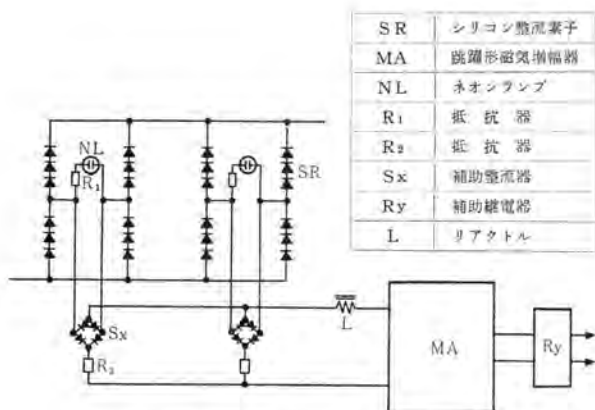 SR シリコン整流素子
MA 跳躍形磁気増幅器
NL ネオンランプ
R₁ 抵抗器
R₂ 抵抗器
Sx 補助整流器
Ry 補助継電器
L リアクトル
NL
R₁
SR
Sx
R₂
L
MA
Ry